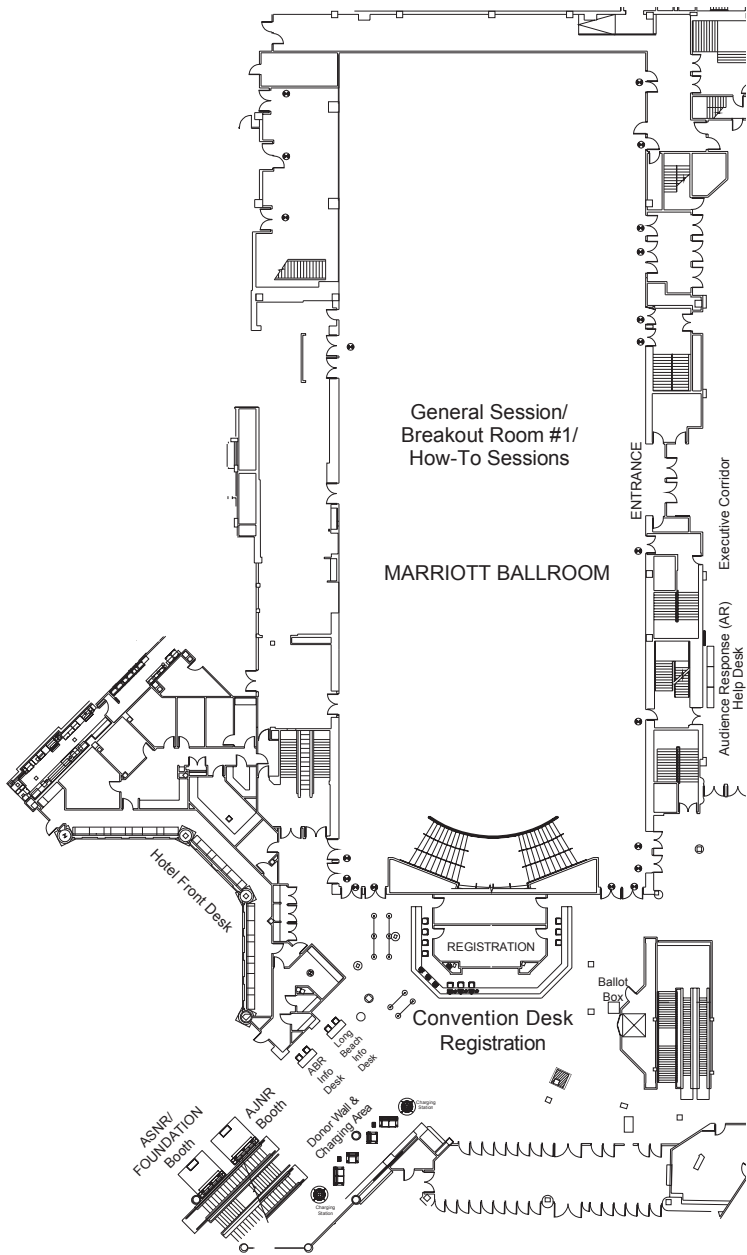 General Session/
Breakout Room #1/
How-To Sessions
ENTRANCE
Executive Corridor
MARRIOTT BALLROOM
Audience Response (AR)
Help Desk
Hotel Front Desk
REGISTRATION
Ballot
Box
Convention Desk
Registration
Long
Beach
Info
Desk
ABR
Info
Desk
Charging
Station
Donor Wall &
Charging Area
AJNR
Booth
ASNR/
FOUNDATION
Booth
Charging
Station